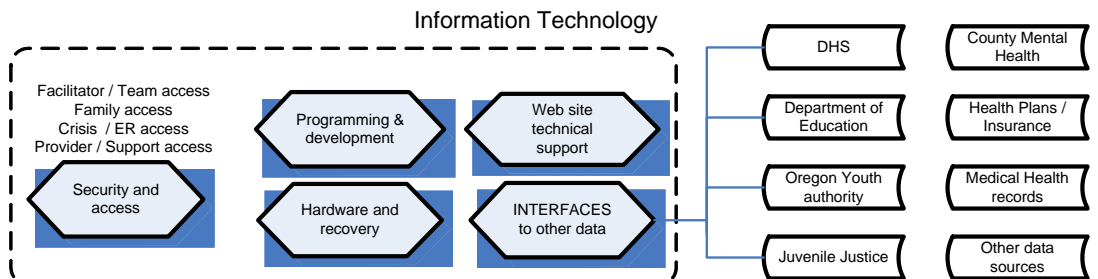 Information Technology
Facilitator / Team access
Family access
Crisis / ER access
Provider / Support access
Security and
access
Programming &
development
Web site
technical
support
Hardware and
recovery
INTERFACES
to other data
DHS
County Mental
Health
Department of
Education
Health Plans /
Insurance
Oregon Youth
authority
Medical Health
records
Juvenile Justice
Other data
sources